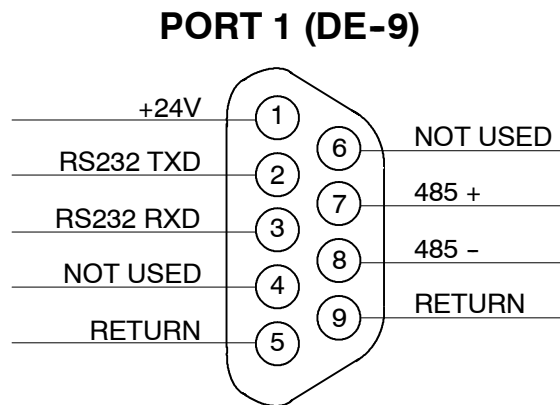 PORT 1 (DE-9)
+24V
1
RS232 TXD
2
RS232 RXD
3
NOT USED
4
RETURN
5
6
NOT USED
7
485 +
8
485 -
9
RETURN